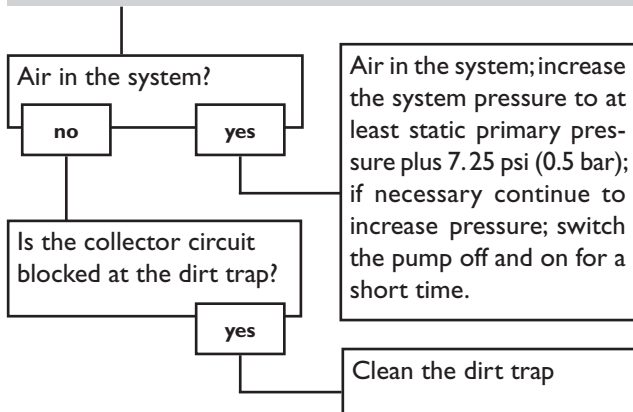 Air in the system?
no
yes
Air in the system; increase
the system pressure to at
least static primary pres-
sure plus 7.25 psi (0.5 bar);
if necessary continue to
increase pressure; switch
the pump off and on for a
short time.
Is the collector circuit
blocked at the dirt trap?
yes
Clean the dirt trap